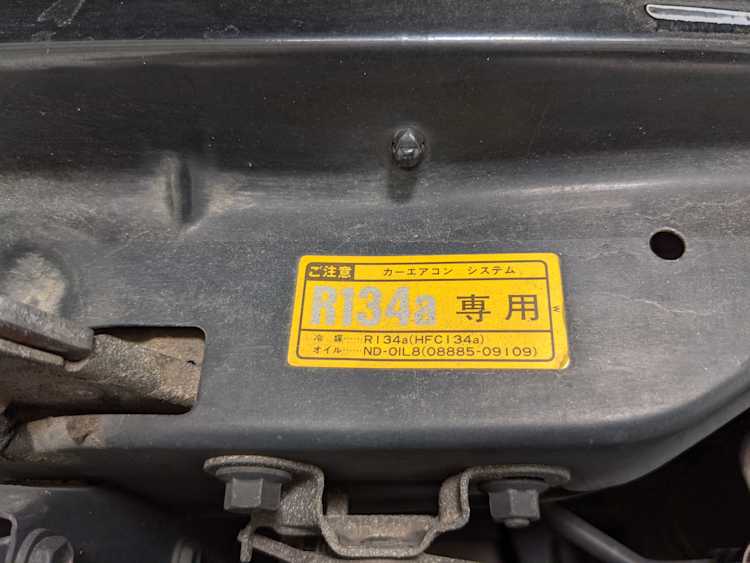 ご注意 カーエアコン システム
R134a 専用
冷 媒‥‥R134a(HFC134a)
オイル‥‥ND-OIL8(08885-09109)